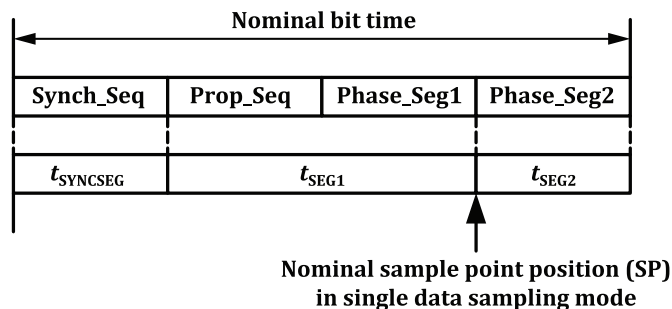 Nominal bit time
Synch_Seq Prop_Seq Phase_Seg1 Phase_Seg2
tSYNCSEG tSEG1 tSEG2
Nominal sample point position (SP)
in single data sampling mode